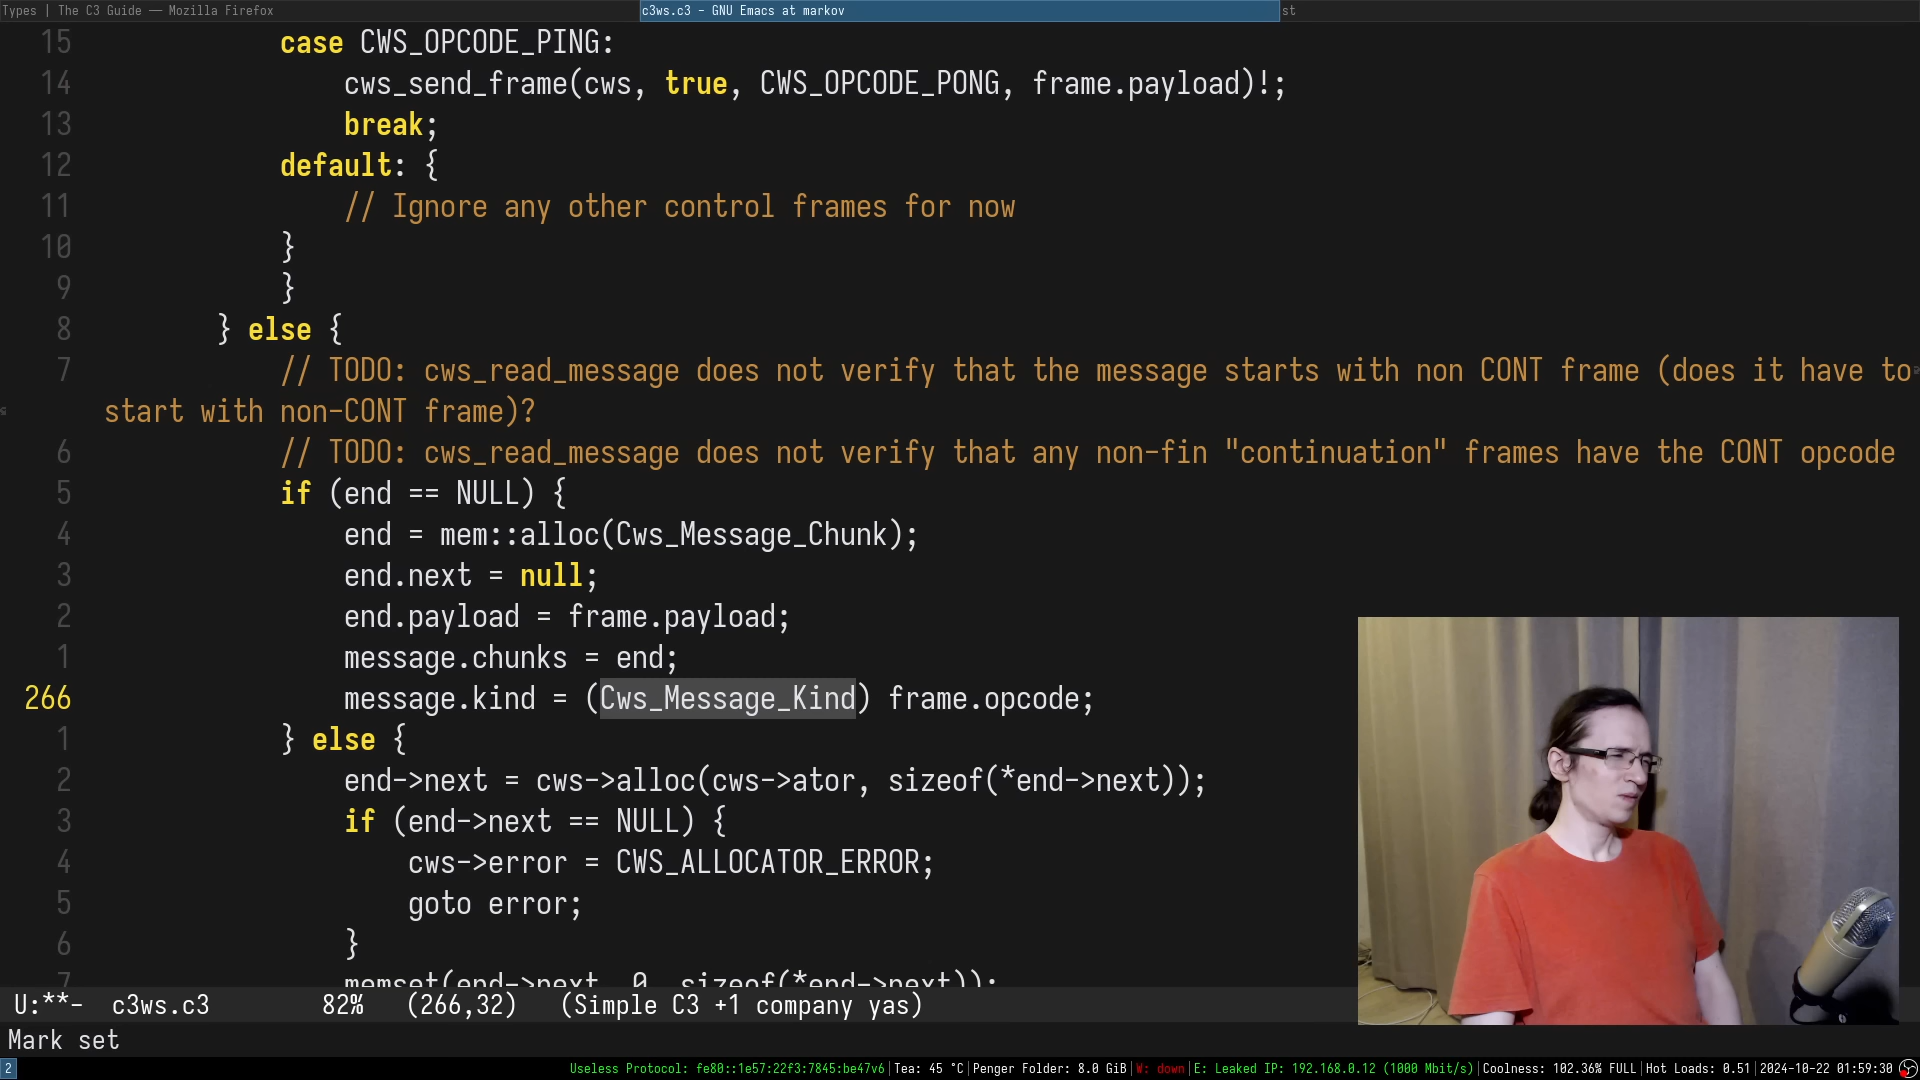 Types | The C3 Guide — Mozilla Firefox
c3ws.c3 - GNU Emacs at markov
st
15 case CWS_OPCODE_PING:
14 cws_send_frame(cws, true, CWS_OPCODE_PONG, frame.payload)!;
13 break;
12 default: {
11 // Ignore any other control frames for now
10 }
9 }
8 } else {
7 // TODO: cws_read_message does not verify that the message starts with non CONT frame (does it have to
start with non-CONT frame)?
6 // TODO: cws_read_message does not verify that any non-fin "continuation" frames have the CONT opcode
5 if (end == NULL) {
4 end = mem::alloc(Cws_Message_Chunk);
3 end.next = null;
2 end.payload = frame.payload;
1 message.chunks = end;
266 message.kind = (Cws_Message_Kind) frame.opcode;
1 } else {
2 end->next = cws->alloc(cws->ator, sizeof(*end->next));
3 if (end->next == NULL) {
4 cws->error = CWS_ALLOCATOR_ERROR;
5 goto error;
6 }
7 memset(end->next, 0, sizeof(*end->next));
U:**- c3ws.c3 82% (266,32) (Simple C3 +1 company yas)
Mark set
2 Useless Protocol: fe80::1e57:22f3:7845:be47v6|Tea: 45 °C|Penger Folder: 8.0 GiB|W: down|E: Leaked IP: 192.168.0.12 (1000 Mbit/s)|Coolness: 102.36% FULL|Hot Loads: 0.51|2024-10-22 01:59:30